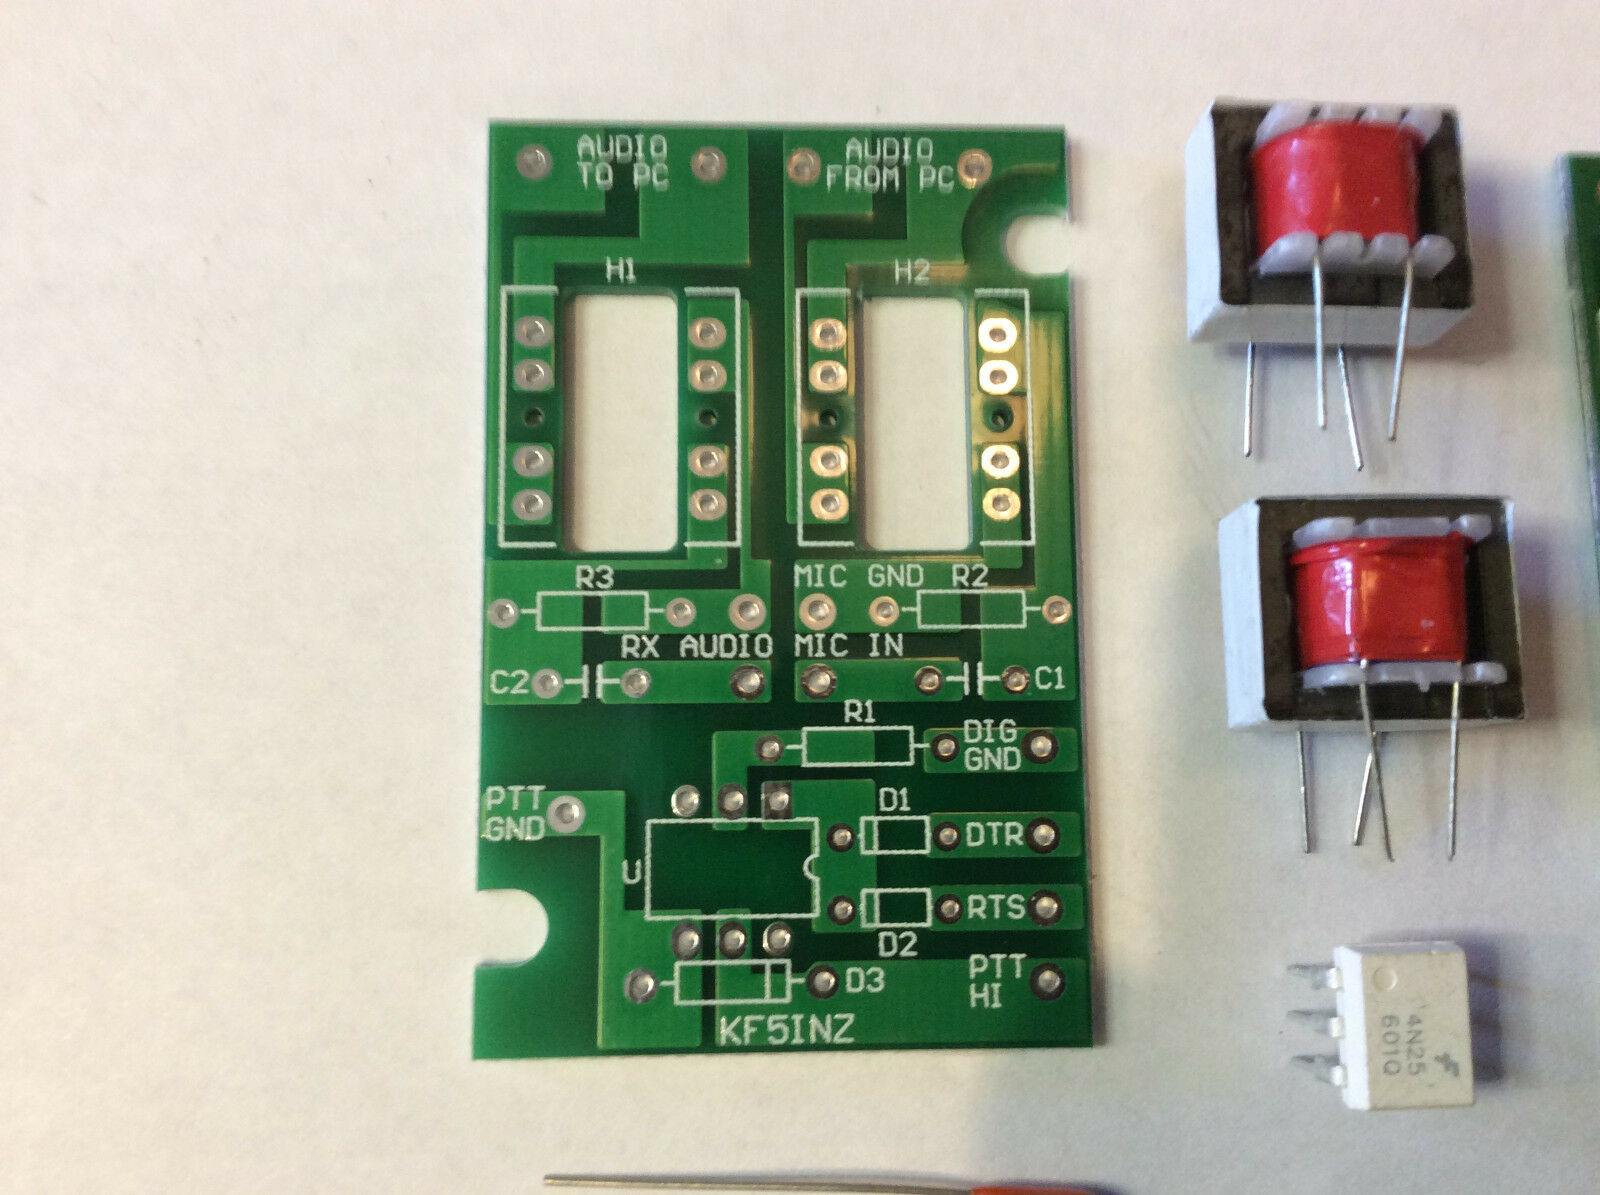 AUDIO
TO PC
AUDIO
FROM PC
H1
H2
R3
MIC GND
R2
RX AUDIO
MIC IN
C2
C1
R1
DIG
GND
PTT
GND
D1
DTR
U
RTS
D2
D3
PTT
HI
KF5INZ
4N25
601Q